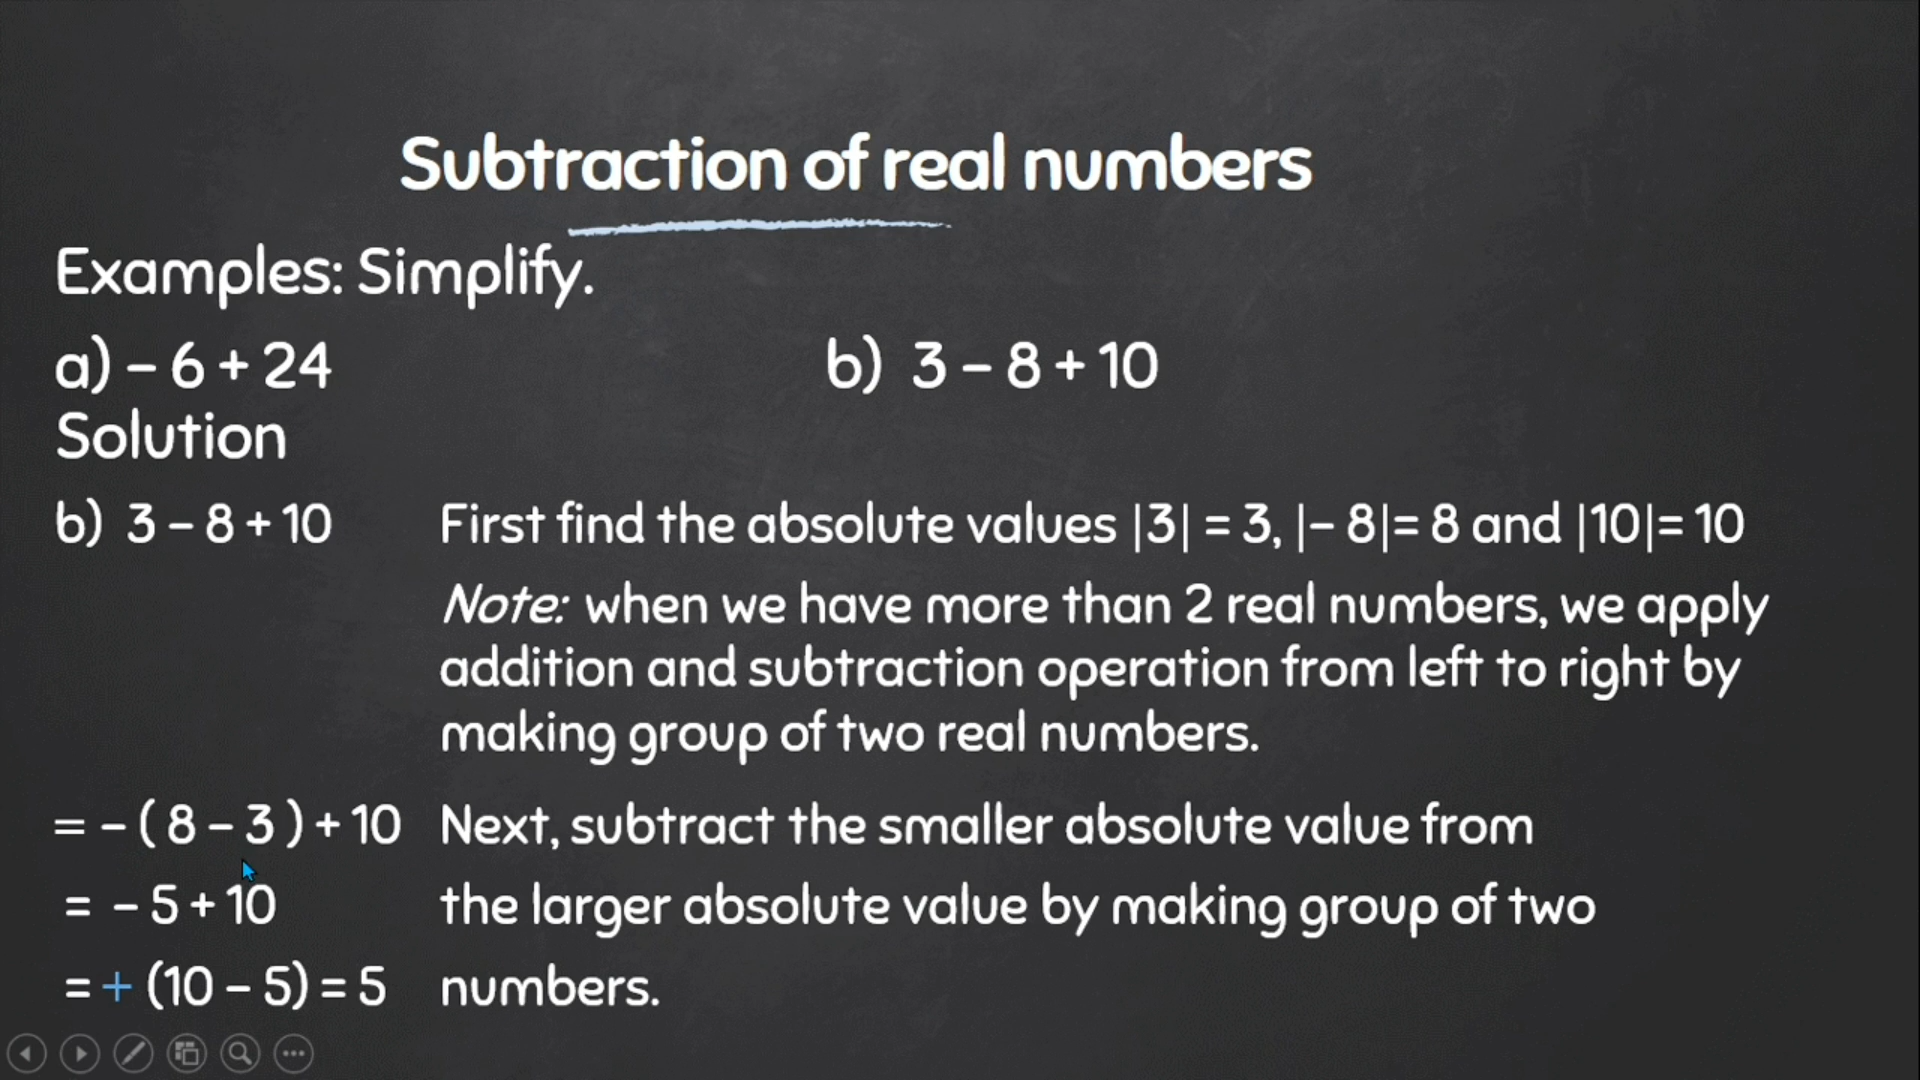 Subtraction of real numbers
Examples: Simplify.
a) – 6 + 24 b) 3 – 8 + 10
Solution
b) 3 – 8 + 10 First find the absolute values |3| = 3, |– 8|= 8 and |10|= 10
Note: when we have more than 2 real numbers, we apply
addition and subtraction operation from left to right by
making group of two real numbers.
= – ( 8 – 3 ) + 10 Next, subtract the smaller absolute value from
= – 5 + 10 the larger absolute value by making group of two
= + (10 – 5) = 5 numbers.